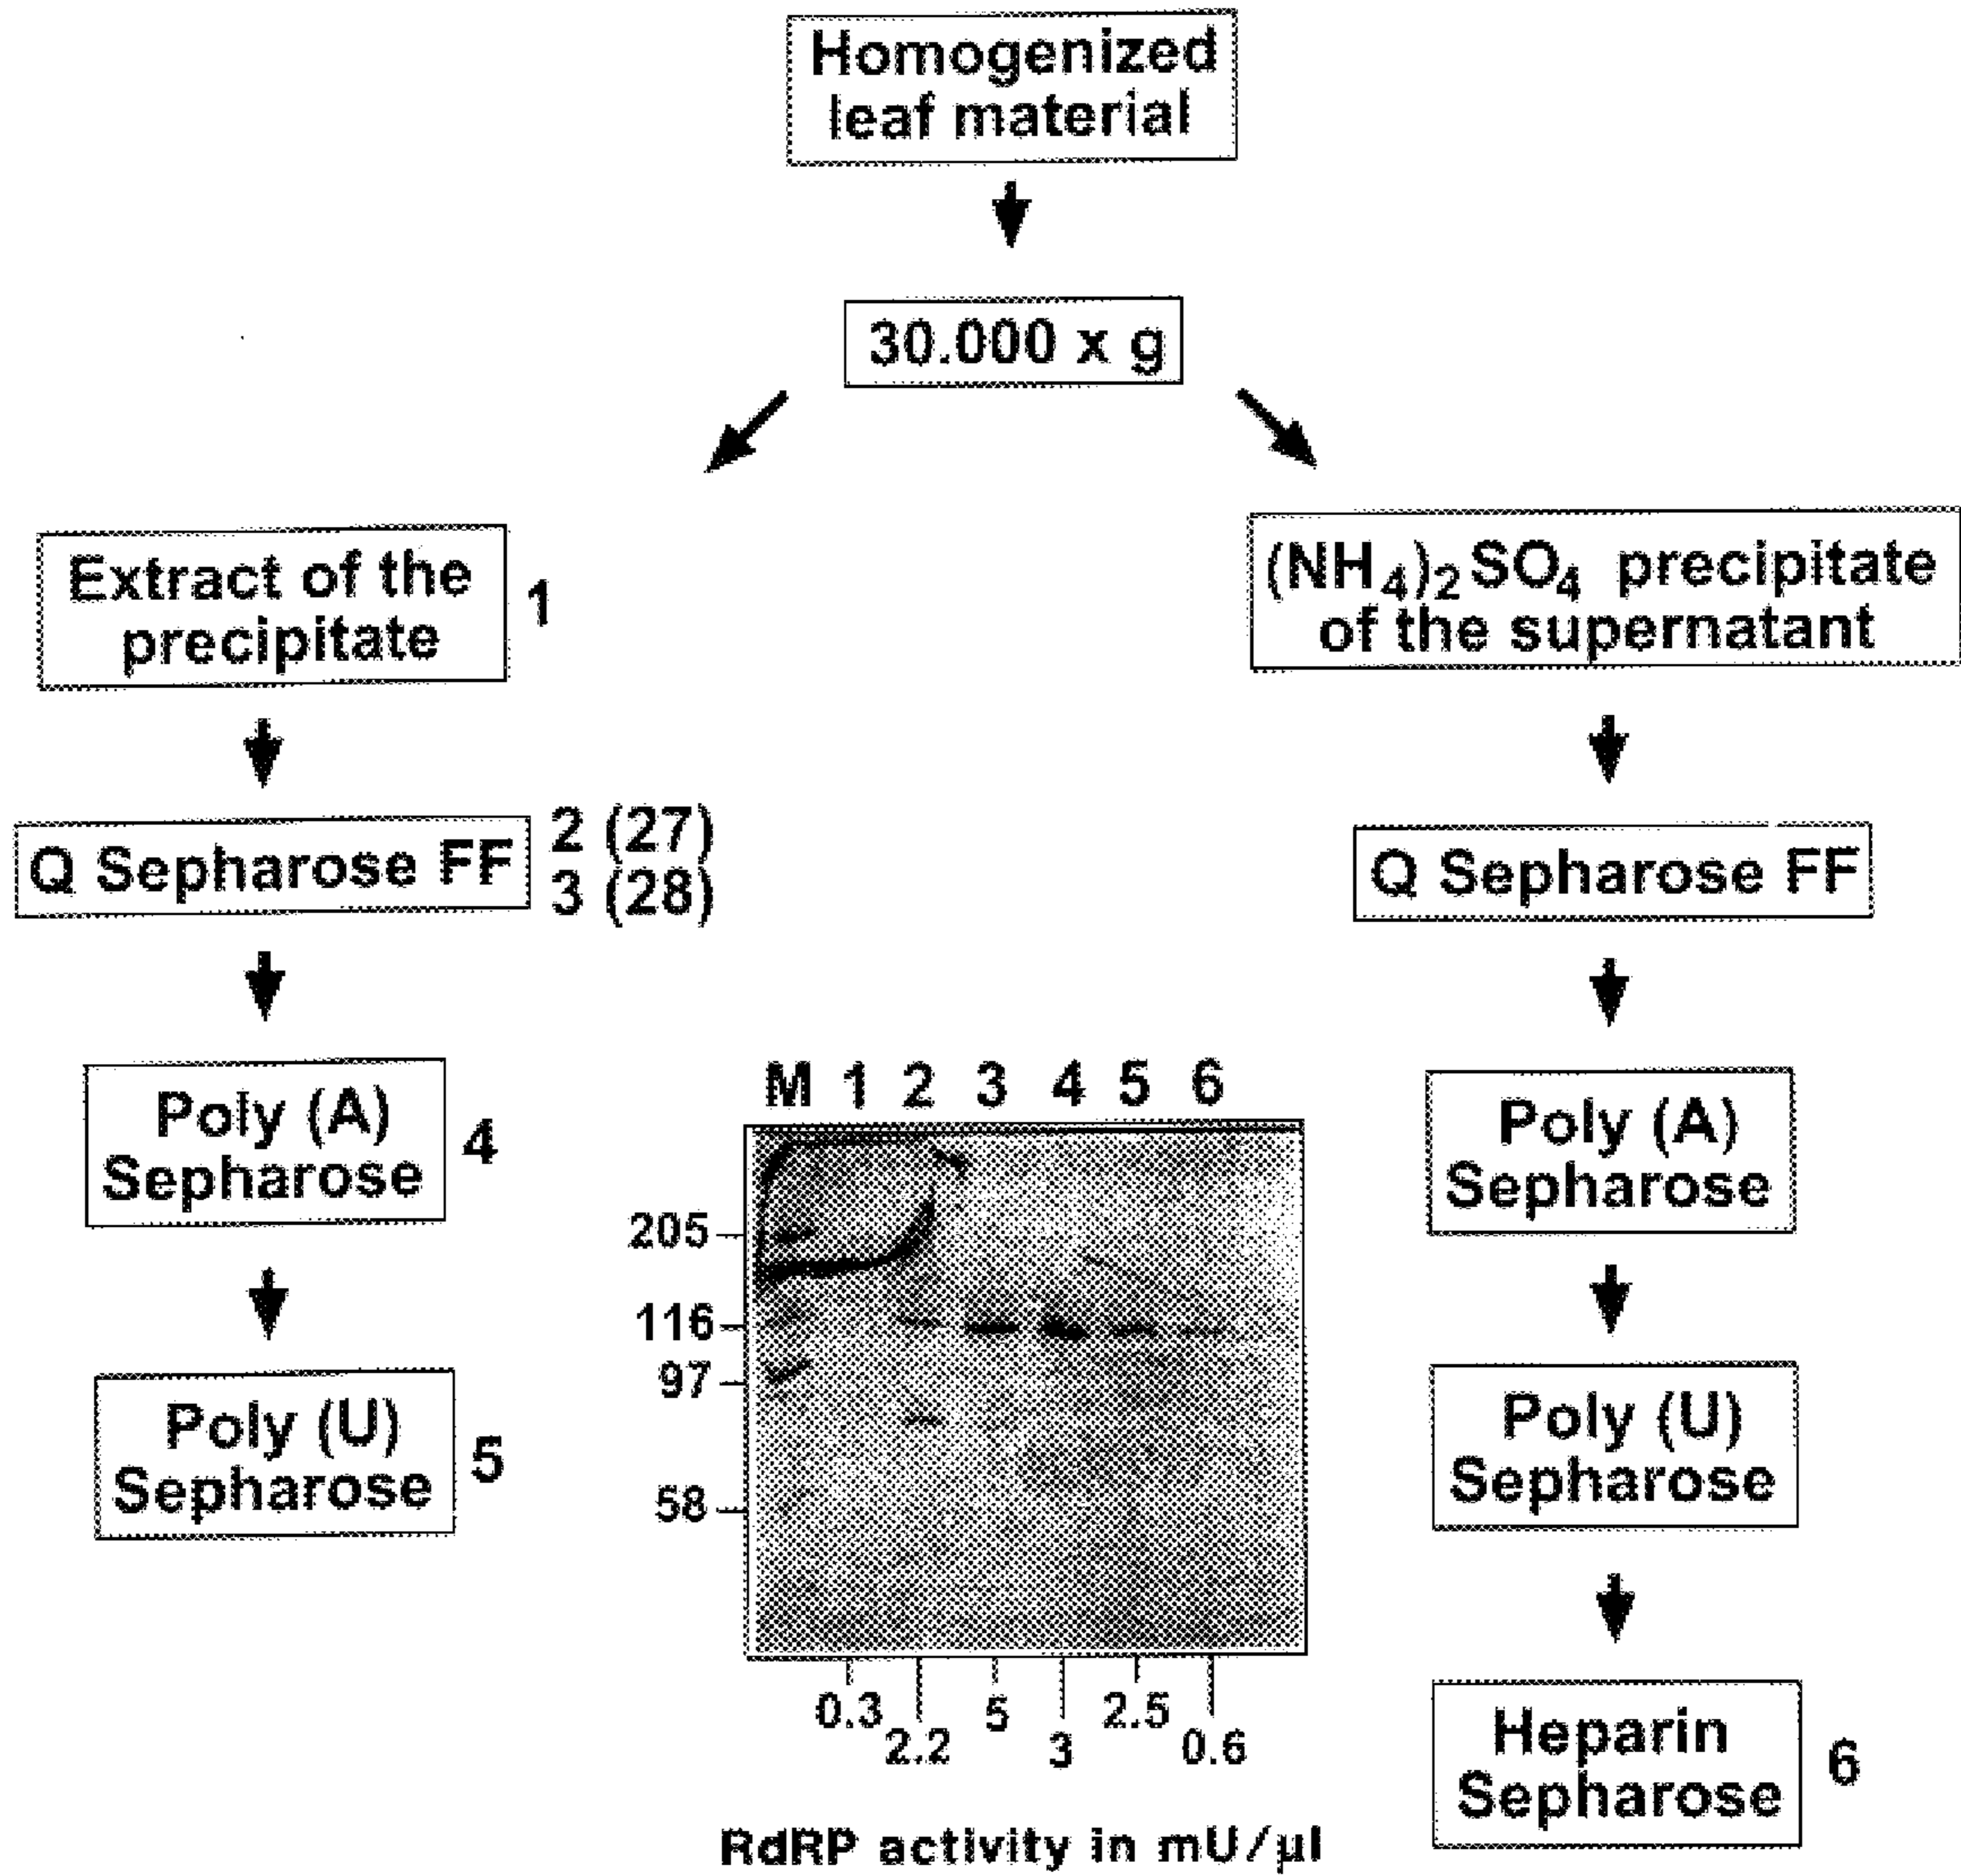 Homogenized
leaf material
30.000 x g
Extract of the
precipitate
1
(NH4)2SO4 precipitate
of the supernatant
Q Sepharose FF
2 (27)
3 (28)
Q Sepharose FF
Poly (A)
Sepharose
4
Poly (A)
Sepharose
Poly (U)
Sepharose
5
Poly (U)
Sepharose
Heparin
Sepharose
6
M 1 2 3 4 5 6
205
116
97
58
0.3
2.2
5
3
2.5
0.6
RdRP activity in mU/µl